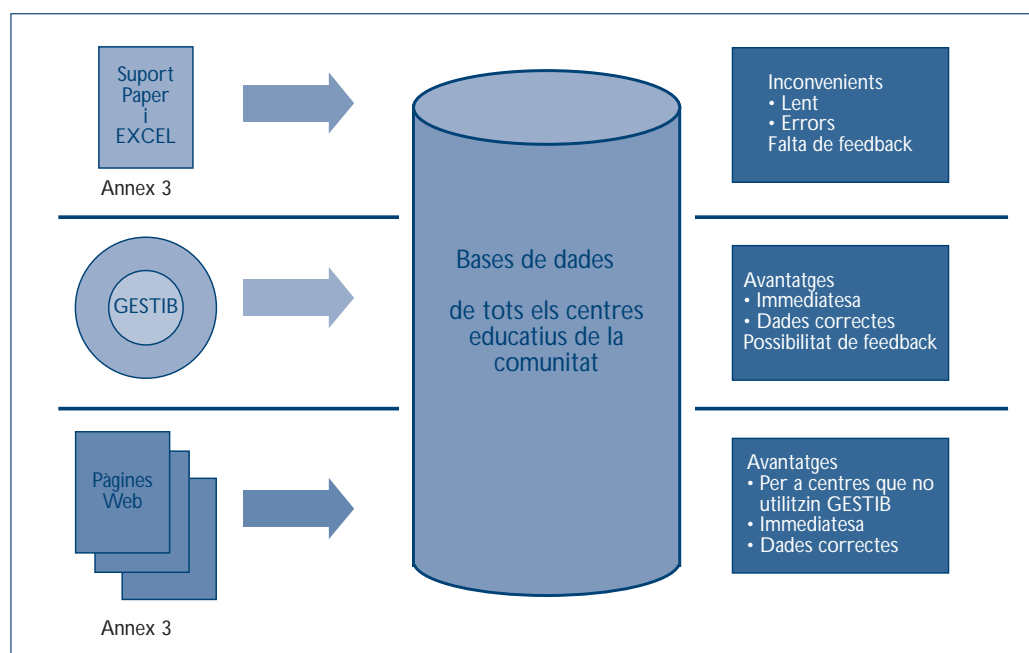 Suport
Paper
i
EXCEL
Annex 3
Inconvenients
• Lent
• Errors
Falta de feedback
GESTIB
Bases de dades
de tots els centres
educatius de la
comunitat
Avantatges
• Immediatesa
• Dades correctes
Possibilitat de feedback
Pàgines
Web
Annex 3
Avantatges
• Per a centres que no
utilitzin GESTIB
• Immediatesa
• Dades correctes